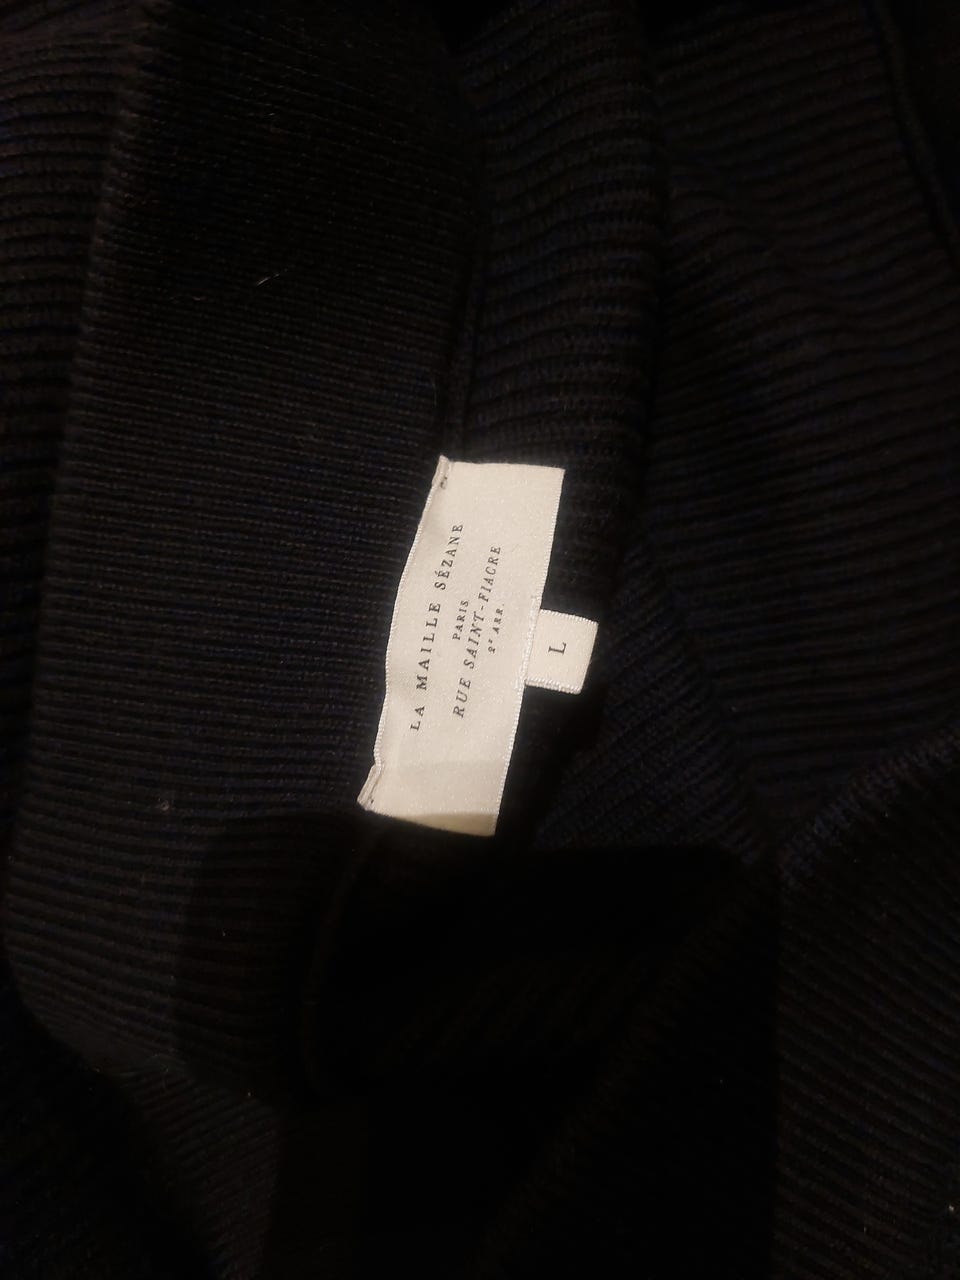 LA MAILLE SÉZANE
PARIS
RUE SAINT-FIACRE
2ᵉ ARR.
L